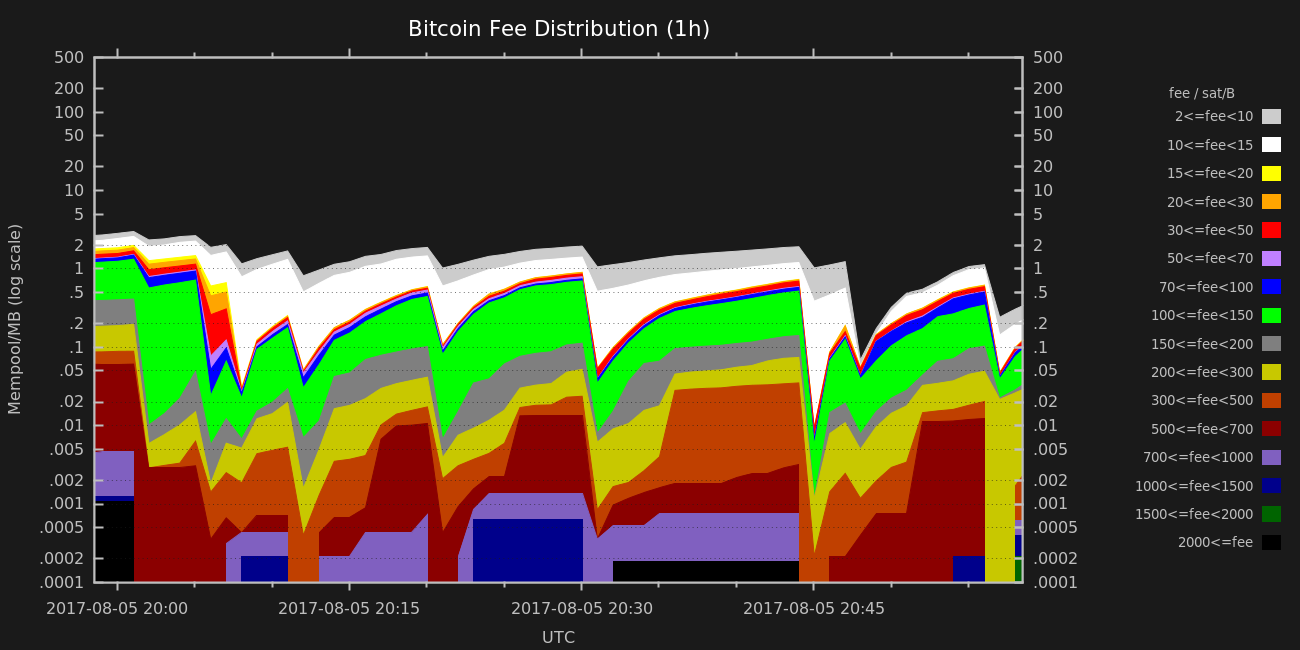 Bitcoin Fee Distribution (1h)
500 500
200 200
100 100
50 50
20 20
10 10
5 5
2 2
1 1
.5 .5
.2 .2
.1 .1
.05 .05
.02 .02
.01 .01
.005 .005
.002 .002
.001 .001
.0005 .0005
.0002 .0002
.0001 .0001
Mempool/MB (log scale)
2017-08-05 20:00 2017-08-05 20:15 2017-08-05 20:30 2017-08-05 20:45
UTC
fee / sat/B
2<=fee<10
10<=fee<15
15<=fee<20
20<=fee<30
30<=fee<50
50<=fee<70
70<=fee<100
100<=fee<150
150<=fee<200
200<=fee<300
300<=fee<500
500<=fee<700
700<=fee<1000
1000<=fee<1500
1500<=fee<2000
2000<=fee